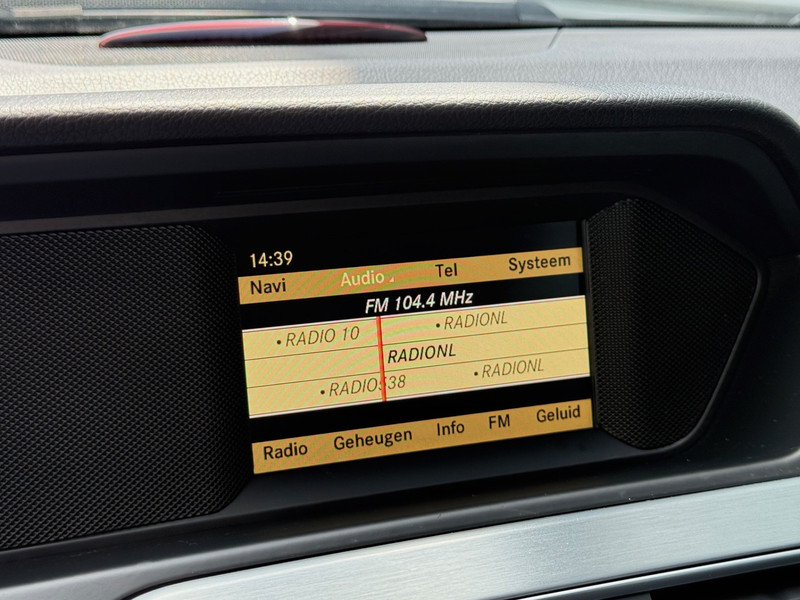 14:39
Navi Audio Tel Systeem
FM 104.4 MHz
• RADIO 10 • RADIONL
RADIONL
• RADIO538 • RADIONL
Radio Geheugen Info FM Geluid